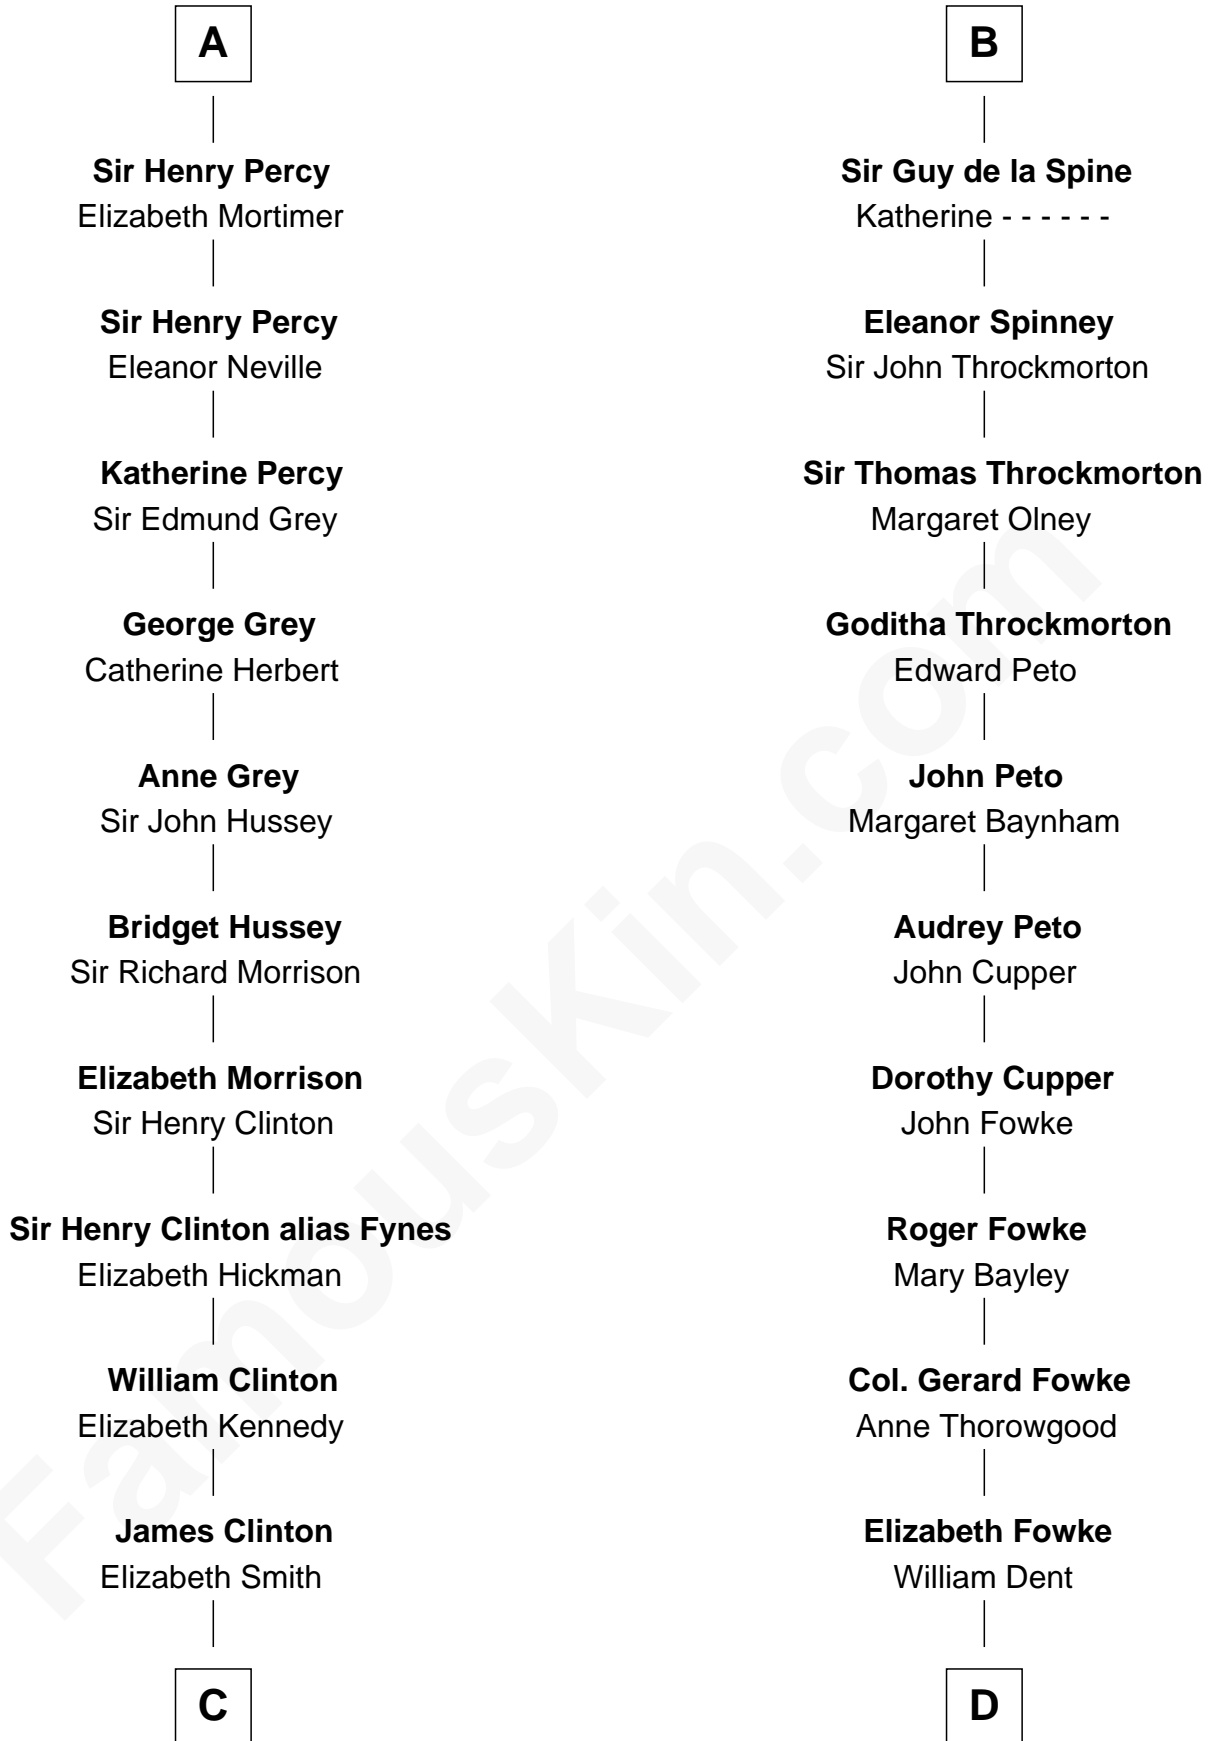 A
Sir Henry Percy
Elizabeth Mortimer
Sir Henry Percy
Eleanor Neville
Katherine Percy
Sir Edmund Grey
George Grey
Catherine Herbert
Anne Grey
Sir John Hussey
Bridget Hussey
Sir Richard Morrison
Elizabeth Morrison
Sir Henry Clinton
Sir Henry Clinton alias Fynes
Elizabeth Hickman
William Clinton
Elizabeth Kennedy
James Clinton
Elizabeth Smith
C
B
Sir Guy de la Spine
Katherine - - - - - -
Eleanor Spinney
Sir John Throckmorton
Sir Thomas Throckmorton
Margaret Olney
Goditha Throckmorton
Edward Peto
John Peto
Margaret Baynham
Audrey Peto
John Cupper
Dorothy Cupper
John Fowke
Roger Fowke
Mary Bayley
Col. Gerard Fowke
Anne Thorowgood
Elizabeth Fowke
William Dent
D
FamousKin.com